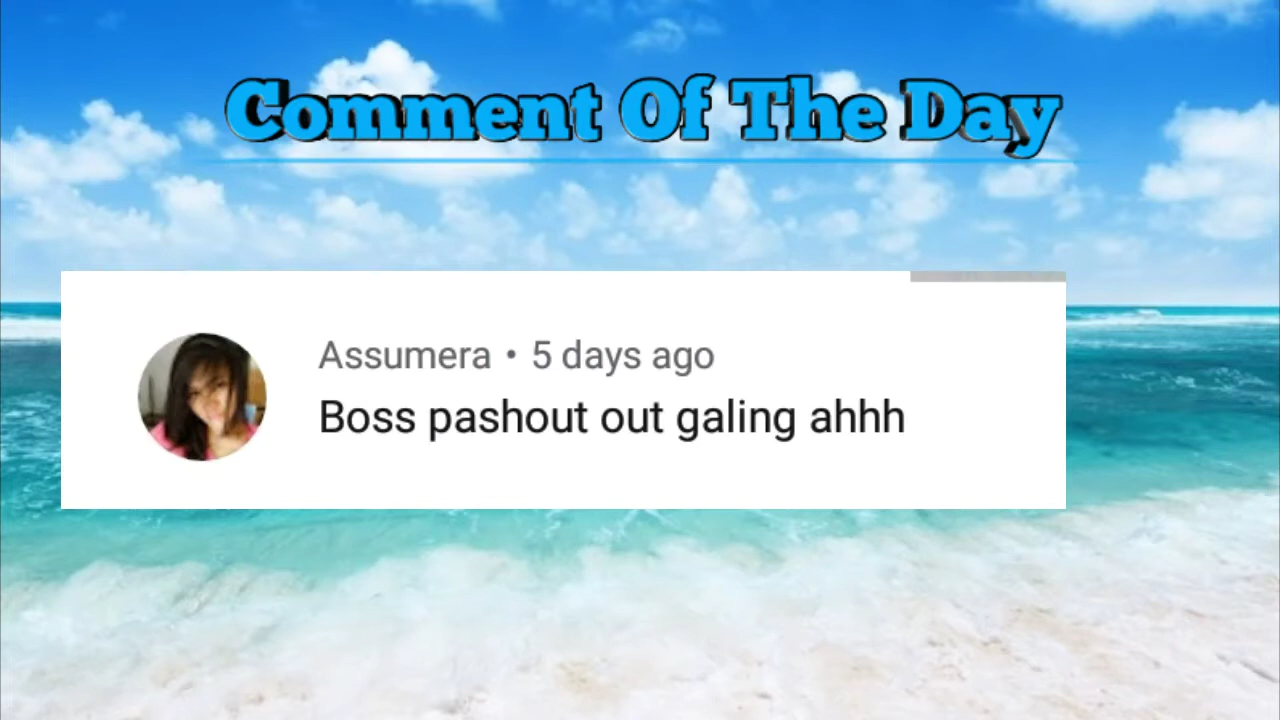 Comment Of The Day
Assumera • 5 days ago
Boss pashout out galing ahhh